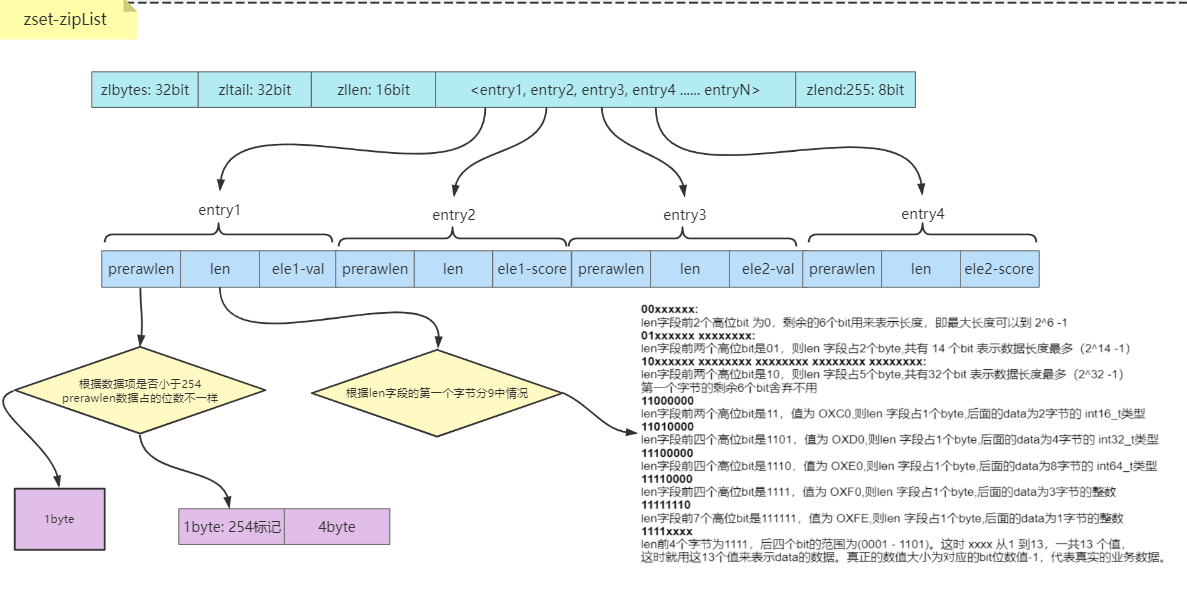 zset-zipList
zlbytes: 32bit
zltail: 32bit
zllen: 16bit
<entry1, entry2, entry3, entry4 ...... entryN>
zlend:255: 8bit
entry1
entry2
entry3
entry4
prerawlen
len
ele1-val
prerawlen
len
ele1-score
prerawlen
len
ele2-val
prerawlen
len
ele2-score
根据数据项是否小于254
prerawlen数据占的位数不一样
根据len字段的第一个字节分9中情况
1byte
1byte: 254标记
4byte
00xxxxxx:
len字段前2个高位bit 为0，剩余的6个bit用来表示长度，即最大长度可以到 2^6 -1
01xxxxxx xxxxxxxx:
len字段前两个高位bit是01，则len 字段占2个byte,共有 14 个bit 表示数据长度最多（2^14 -1）
10xxxxxx xxxxxxxx xxxxxxxx xxxxxxxx xxxxxxxx:
len字段前两个高位bit是10，则len 字段占5个byte,共有32个bit 表示数据长度最多（2^32 -1）
第一个字节的剩余6个bit舍弃不用
11000000
len字段前两个高位bit是11，值为 OXC0,则len 字段占1个byte,后面的data为2字节的 int16_t类型
11010000
len字段前四个高位bit是1101，值为 OXD0,则len 字段占1个byte,后面的data为4字节的 int32_t类型
11100000
len字段前四个高位bit是1110，值为 OXE0,则len 字段占1个byte,后面的data为8字节的 int64_t类型
11110000
len字段前四个高位bit是1111，值为 OXF0,则len 字段占1个byte,后面的data为3字节的整数
11111110
len字段前7个高位bit是111111，值为 OXFE,则len 字段占1个byte,后面的data为1字节的整数
1111xxxx
len前4个字节为1111，后四个bit的范围为(0001 - 1101)。这时 xxxx 从1 到13，一共13 个值，
这时就用这13个值来表示data的数据。真正的数值大小为对应的bit位数值-1，代表真实的业务数据。